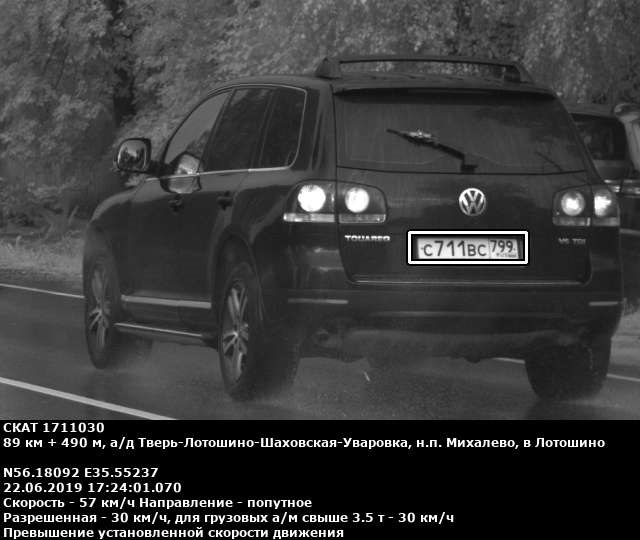 TOUAREG
С711ВС 799
V6 TDI
СКАТ 1711030
89 км + 490 м, а/д Тверь-Лотошино-Шаховская-Уваровка, н.п. Михалево, в Лотошино
N56.18092 E35.55237
22.06.2019 17:24:01.070
Скорость - 57 км/ч Направление - попутное
Разрешенная - 30 км/ч, для грузовых а/м свыше 3.5 т - 30 км/ч
Превышение установленной скорости движения